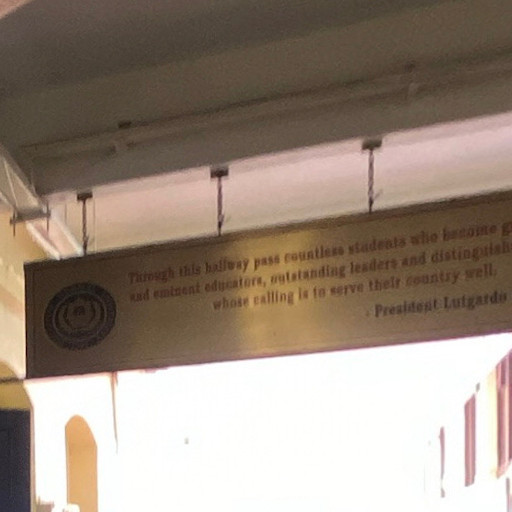 Through this hallway pass countless students who become
and eminent educators, outstanding leaders and
whose calling is to serve their country well.
- President Lutgardo